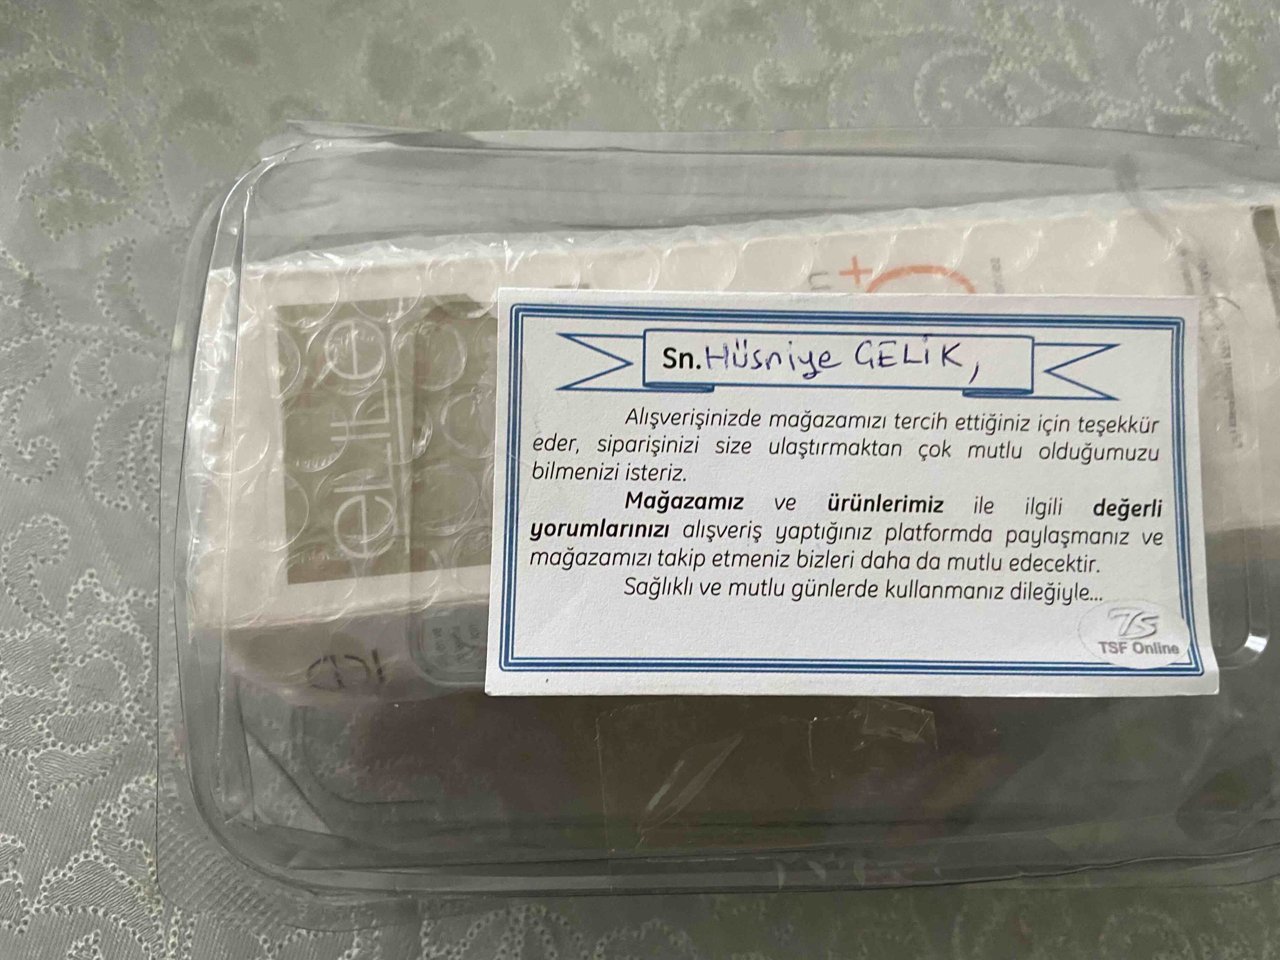 Sn. Hüsniye GELİK,
Alışverişinizde mağazamızı tercih ettiğiniz için teşekkür
eder, siparişinizi size ulaştırmaktan çok mutlu olduğumuzu
bilmenizi isteriz.
Mağazamız ve ürünlerimiz ile ilgili değerli
yorumlarınızı alışveriş yaptığınız platformda paylaşmanız ve
mağazamızı takip etmeniz bizleri daha da mutlu edecektir.
Sağlıklı ve mutlu günlerde kullanmanız dileğiyle...
TS
TSF Online